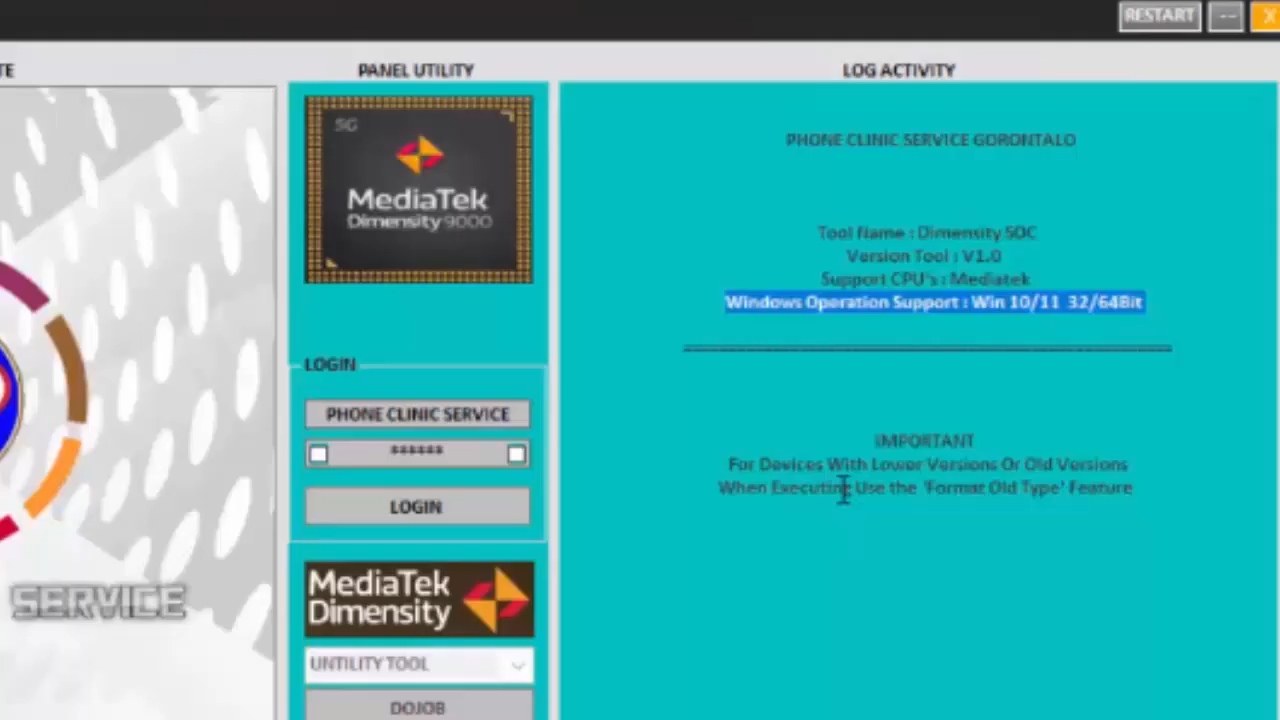 RESTART
--
X
TE
PANEL UTILITY
LOG ACTIVITY
5G
MediaTek
Dimensity 9000
PHONE CLINIC SERVICE GORONTALO
Tool Name : Dimensity SOC
Version Tool : V1.0
Support CPU's : Mediatek
Windows Operation Support : Win 10/11 32/64Bit
LOGIN
PHONE CLINIC SERVICE
******
LOGIN
IMPORTANT
For Devices With Lower Versions Or Old Versions
When Executing Use the 'Format Old Type' Feature
SERVICE
MediaTek
Dimensity
UNTILITY TOOL
DOJOB